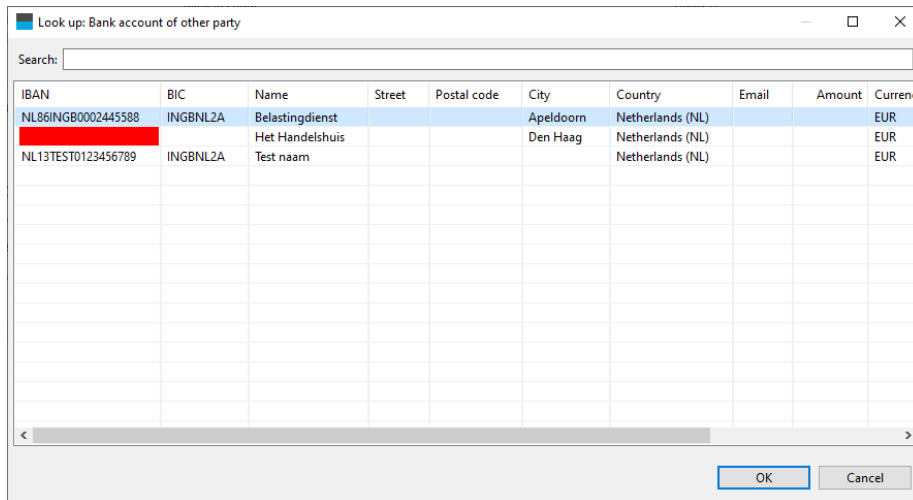 Look up: Bank account of other party
Search:
IBAN BIC Name Street Postal code City Country Email Amount Curren
NL86INGB0002445588 INGBNL2A Belastingdienst Apeldoorn Netherlands (NL) EUR
Het Handelshuis Den Haag Netherlands (NL) EUR
NL13TEST0123456789 INGBNL2A Test naam Netherlands (NL) EUR
OK Cancel